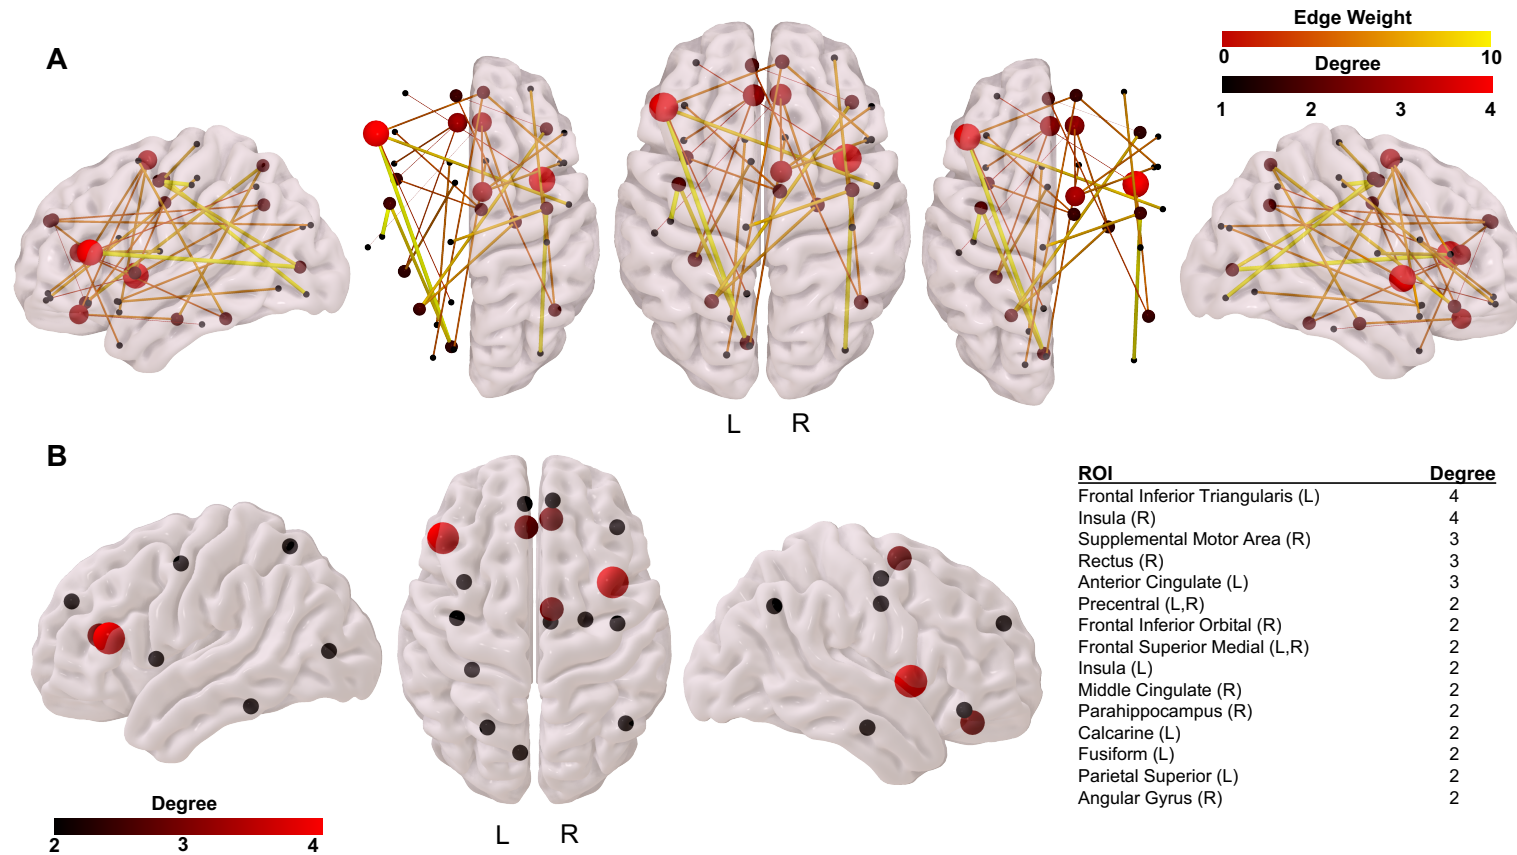 A
Edge Weight
0 10
Degree
1 2 3 4
L R
B
ROI Degree
Frontal Inferior Triangularis (L) 4
Insula (R) 4
Supplemental Motor Area (R) 3
Rectus (R) 3
Anterior Cingulate (L) 3
Precentral (L,R) 2
Frontal Inferior Orbital (R) 2
Frontal Superior Medial (L,R) 2
Insula (L) 2
Middle Cingulate (R) 2
Parahippocampus (R) 2
Calcarine (L) 2
Fusiform (L) 2
Parietal Superior (L) 2
Angular Gyrus (R) 2
Degree
2 3 4
L R